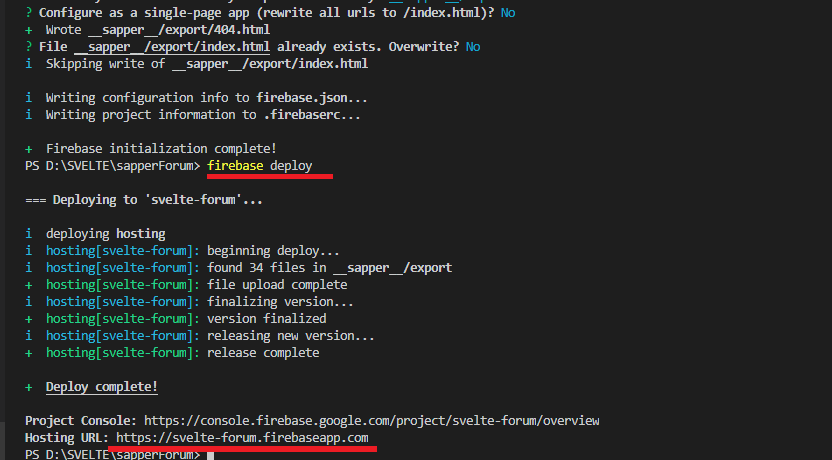 ? Configure as a single-page app (rewrite all urls to /index.html)? No
+  Wrote __sapper__/export/404.html
? File __sapper__/export/index.html already exists. Overwrite? No
i  Skipping write of __sapper__/export/index.html
i  Writing configuration info to firebase.json...
i  Writing project information to .firebaserc...
+  Firebase initialization complete!
PS D:\SVELTE\sapperForum> firebase deploy
=== Deploying to 'svelte-forum'...
i  deploying hosting
i  hosting[svelte-forum]: beginning deploy...
i  hosting[svelte-forum]: found 34 files in __sapper__/export
+  hosting[svelte-forum]: file upload complete
i  hosting[svelte-forum]: finalizing version...
+  hosting[svelte-forum]: version finalized
i  hosting[svelte-forum]: releasing new version...
+  hosting[svelte-forum]: release complete
+  Deploy complete!
Project Console: https://console.firebase.google.com/project/svelte-forum/overview
Hosting URL: https://svelte-forum.firebaseapp.com
PS D:\SVELTE\sapperForum>